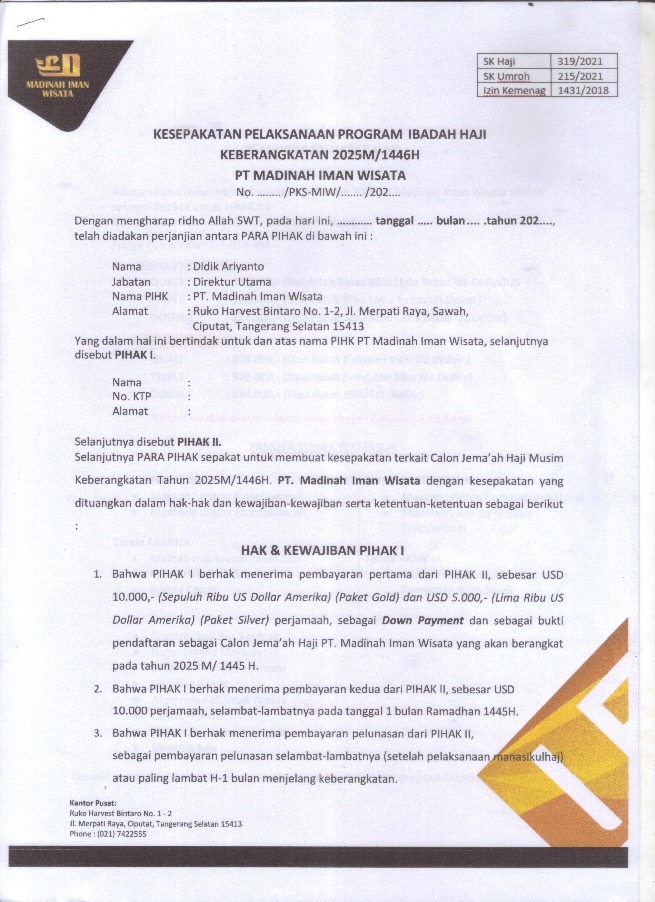 MADINAH IMAN
WISATA
SK Haji 319/2021
SK Umroh 215/2021
Izin Kemenag 1431/2018
KESEPAKATAN PELAKSANAAN PROGRAM IBADAH HAJI
KEBERANGKATAN 2025M/1446H
PT MADINAH IMAN WISATA
No. ........ /PKS-MIW/....... /202....
Dengan mengharap ridho Allah SWT, pada hari ini, ............ tanggal ..... bulan .... .tahun 202....,
telah diadakan perjanjian antara PARA PIHAK di bawah ini :
Nama : Didik Ariyanto
Jabatan : Direktur Utama
Nama PIHK : PT. Madinah Iman Wisata
Alamat : Ruko Harvest Bintaro No. 1-2, Jl. Merpati Raya, Sawah,
Ciputat, Tangerang Selatan 15413
Yang dalam hal ini bertindak untuk dan atas nama PIHK PT Madinah Iman Wisata, selanjutnya
disebut PIHAK I.
Nama :
No. KTP :
Alamat :
Selanjutnya disebut PIHAK II.
Selanjutnya PARA PIHAK sepakat untuk membuat kesepakatan terkait Calon Jema'ah Haji Musim
Keberangkatan Tahun 2025M/1446H. PT. Madinah Iman Wisata dengan kesepakatan yang
dituangkan dalam hak-hak dan kewajiban-kewajiban serta ketentuan-ketentuan sebagai berikut
:
HAK & KEWAJIBAN PIHAK I
1. Bahwa PIHAK I berhak menerima pembayaran pertama dari PIHAK II, sebesar USD
10.000,- (Sepuluh Ribu US Dollar Amerika) (Paket Gold) dan USD 5.000,- (Lima Ribu US
Dollar Amerika) (Paket Silver) perjamaah, sebagai Down Payment dan sebagai bukti
pendaftaran sebagai Calon Jema'ah Haji PT. Madinah Iman Wisata yang akan berangkat
pada tahun 2025 M/ 1445 H.
2. Bahwa PIHAK I berhak menerima pembayaran kedua dari PIHAK II, sebesar USD
10.000 perjamaah, selambat-lambatnya pada tanggal 1 bulan Ramadhan 1445H.
3. Bahwa PIHAK I berhak menerima pembayaran pelunasan dari PIHAK II,
sebagai pembayaran pelunasan selambat-lambatnya (setelah pelaksanaan manasikulhaj)
atau paling lambat H-1 bulan menjelang keberangkatan.
Kantor Pusat:
Ruko Harvest Bintaro No. 1 - 2
Jl. Merpati Raya, Ciputat, Tangerang Selatan 15413
Phone : (021) 7422555